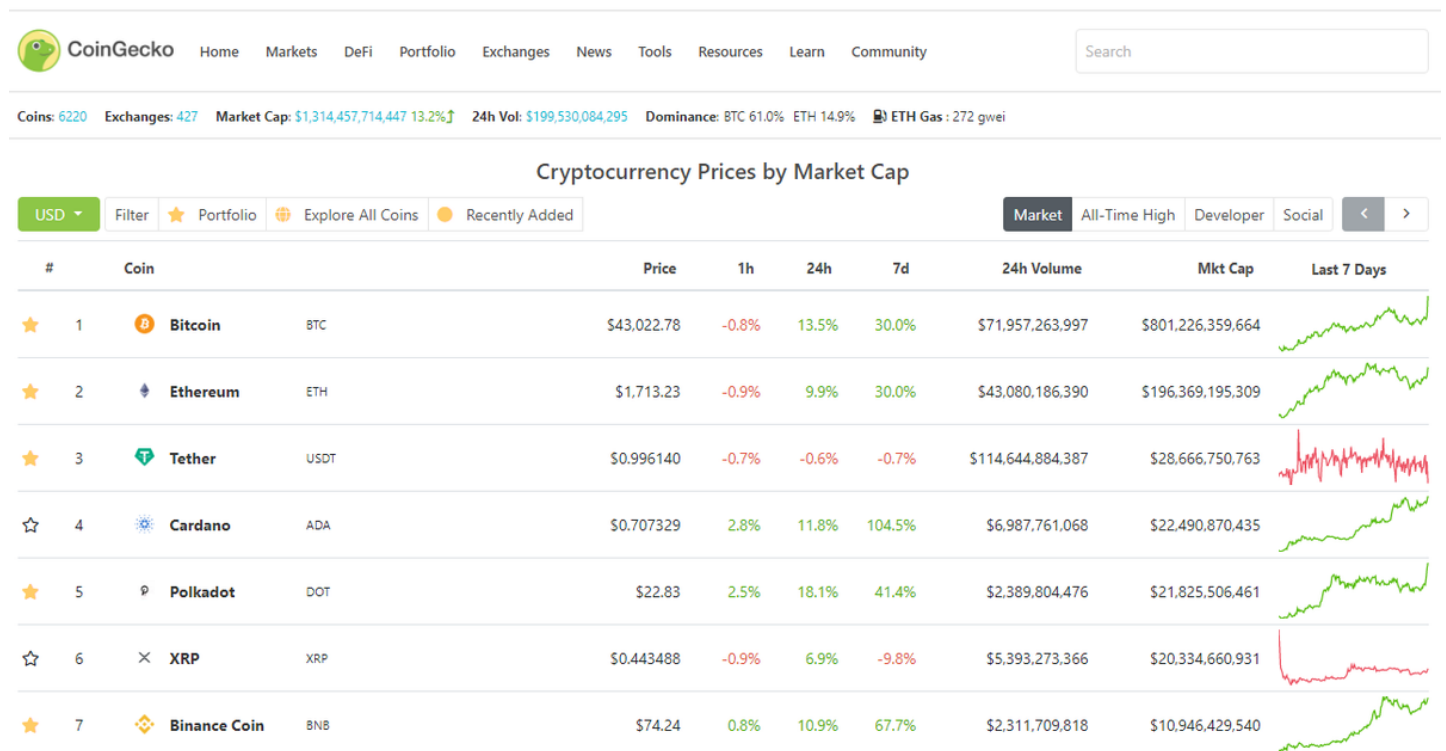 CoinGecko Home Markets DeFi Portfolio Exchanges News Tools Resources Learn Community Search
Coins: 6220 Exchanges: 427 Market Cap: $1,314,457,714,447 13.2% 24h Vol: $199,530,084,295 Dominance: BTC 61.0% ETH 14.9% ETH Gas : 272 gwei
Cryptocurrency Prices by Market Cap
USD Filter Portfolio Explore All Coins Recently Added Market All-Time High Developer Social
# Coin Price 1h 24h 7d 24h Volume Mkt Cap Last 7 Days
1 Bitcoin BTC $43,022.78 -0.8% 13.5% 30.0% $71,957,263,997 $801,226,359,664
2 Ethereum ETH $1,713.23 -0.9% 9.9% 30.0% $43,080,186,390 $196,369,195,309
3 Tether USDT $0.996140 -0.7% -0.6% -0.7% $114,644,884,387 $28,666,750,763
4 Cardano ADA $0.707329 2.8% 11.8% 104.5% $6,987,761,068 $22,490,870,435
5 Polkadot DOT $22.83 2.5% 18.1% 41.4% $2,389,804,476 $21,825,506,461
6 XRP XRP $0.443488 -0.9% 6.9% -9.8% $5,393,273,366 $20,334,660,931
7 Binance Coin BNB $74.24 0.8% 10.9% 67.7% $2,311,709,818 $10,946,429,540